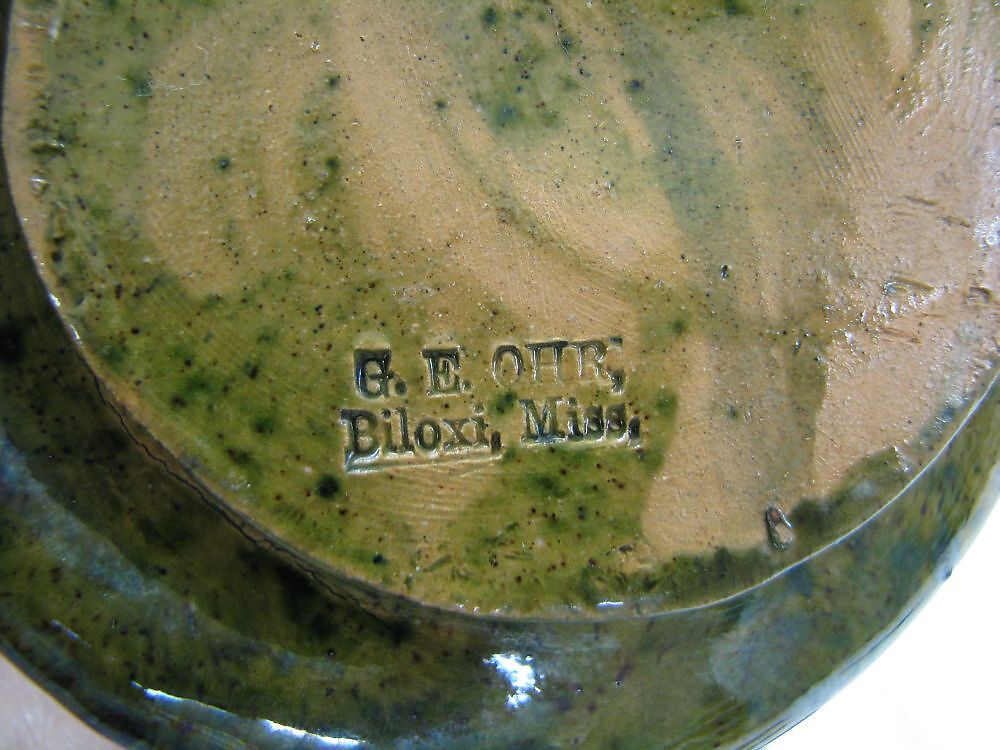 G. E. OHR,
Biloxi, Miss.